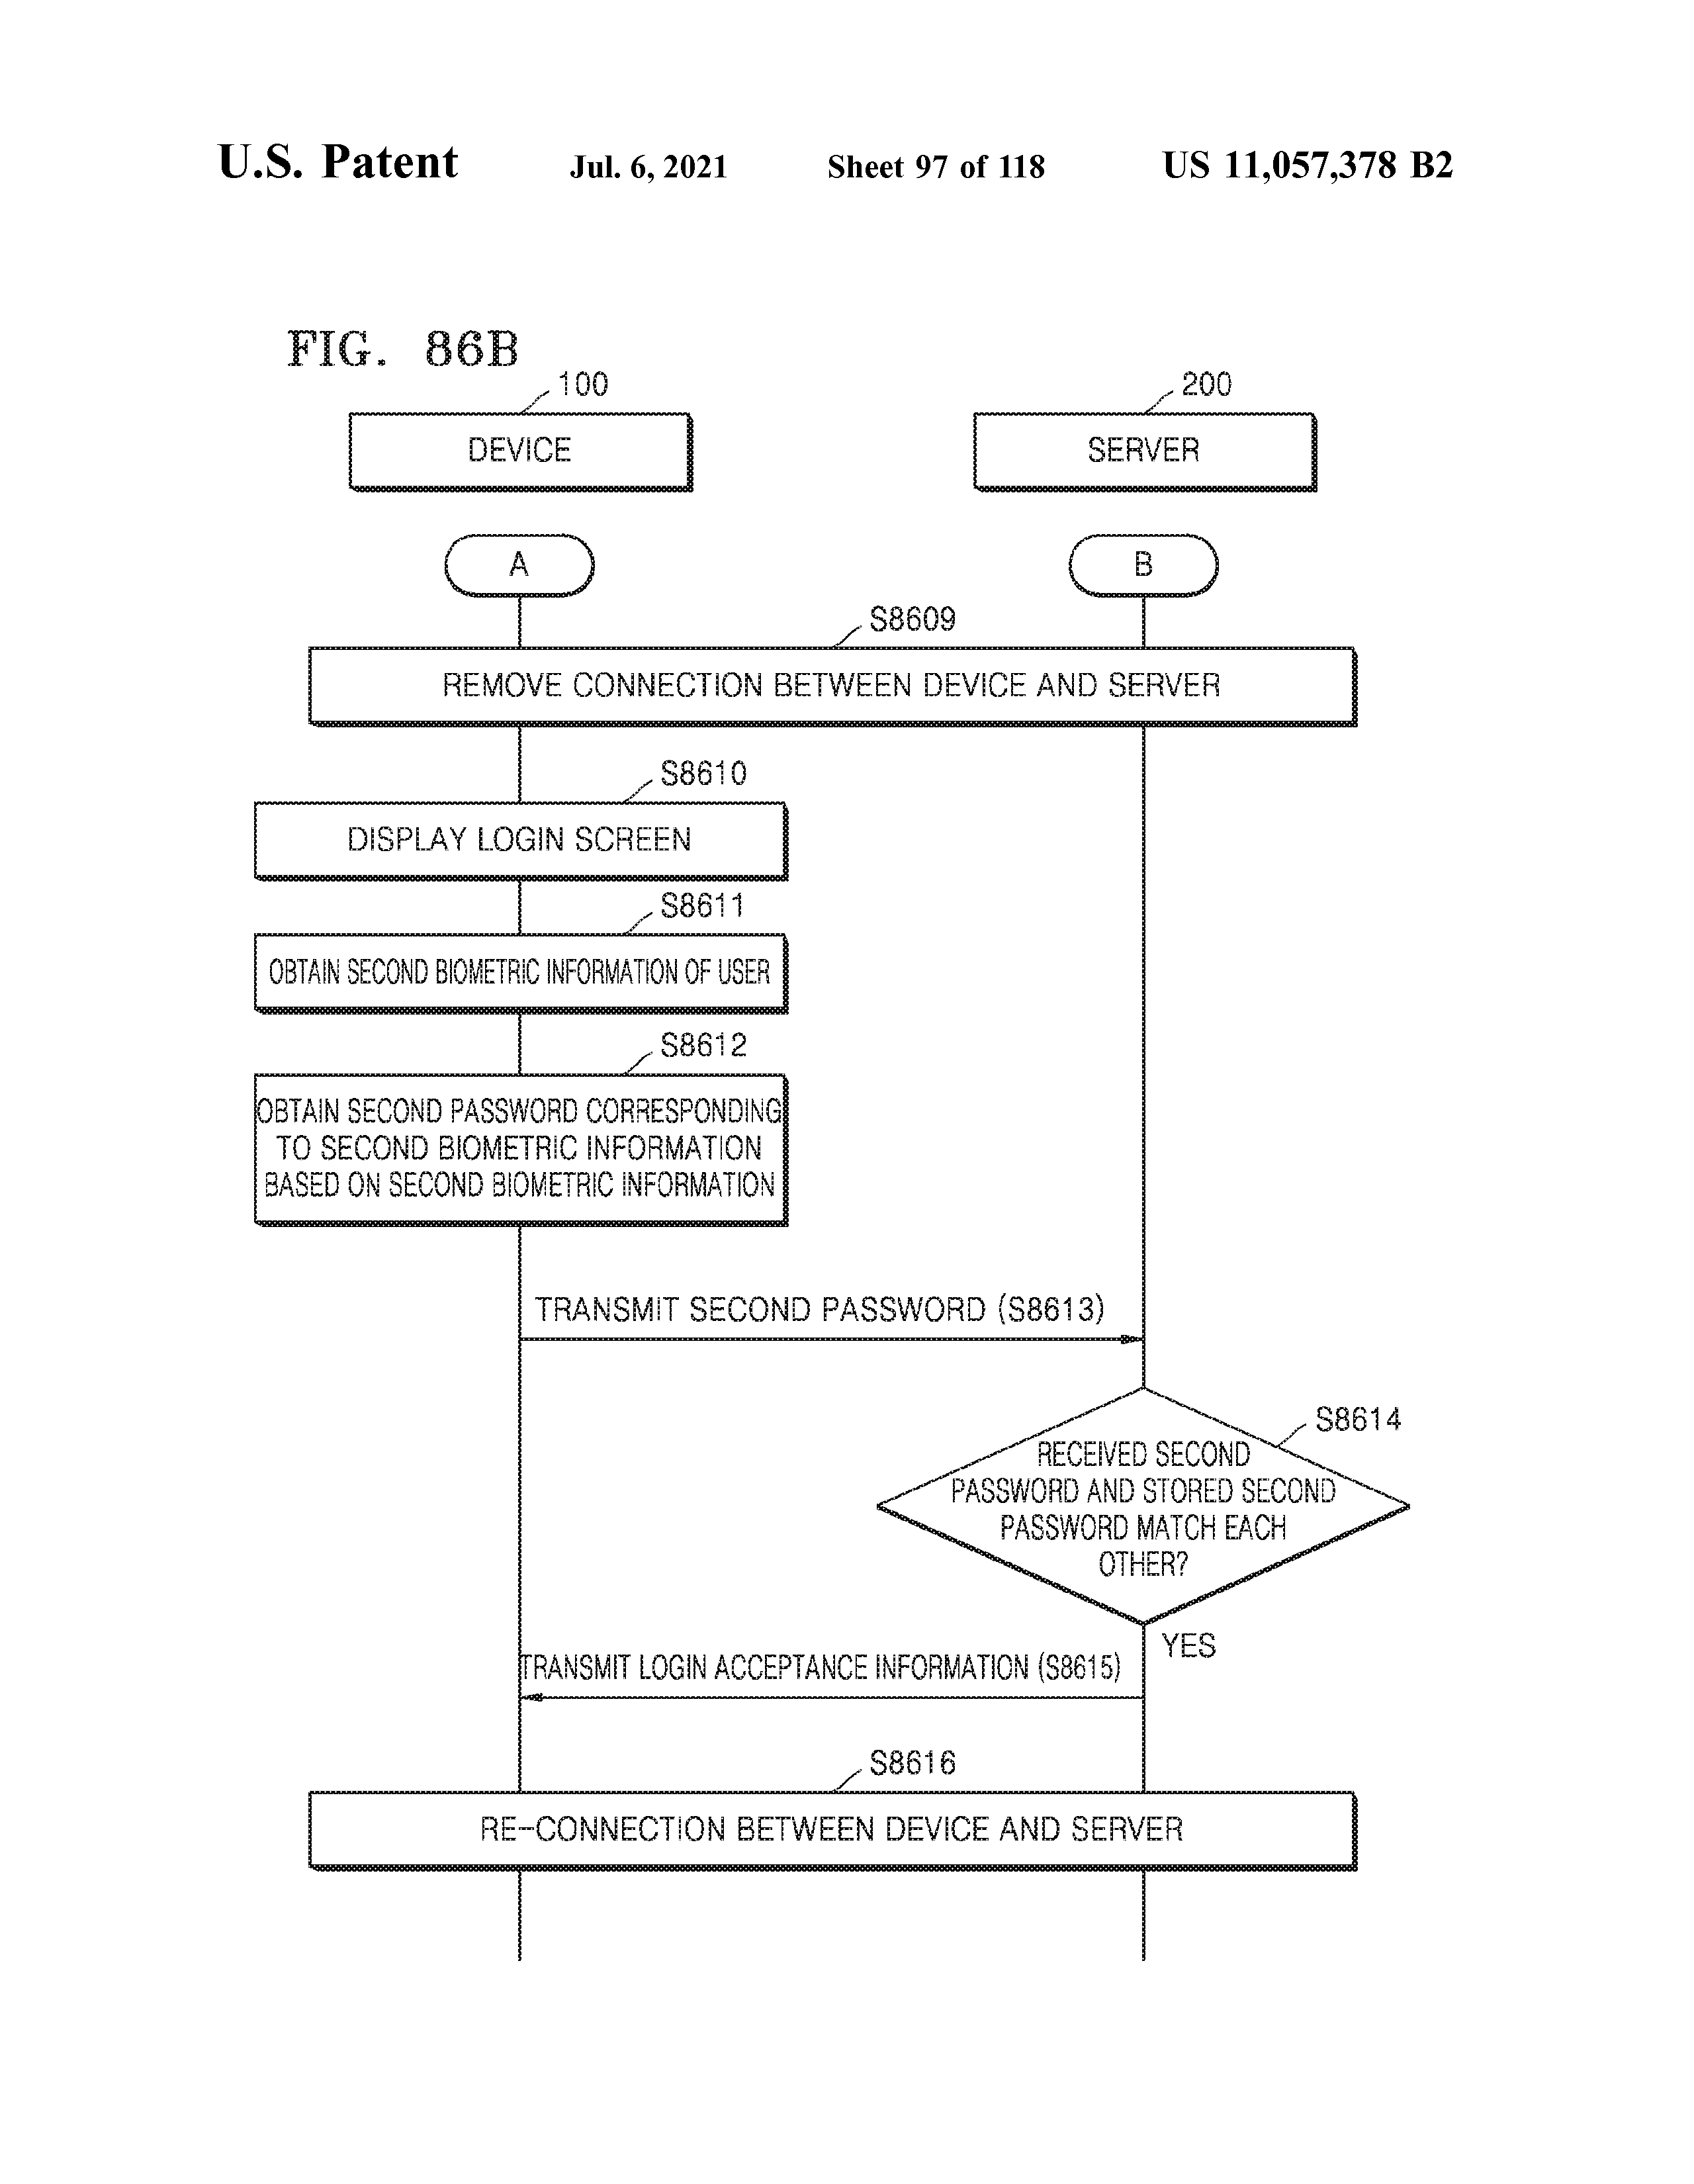 U.S. Patent Jul. 6, 2021 Sheet 97 of 118 US 11,057,378 B2
FIG. 86B
100
200
DEVICE
SERVER
A
B
S8609
REMOVE CONNECTION BETWEEN DEVICE AND SERVER
S8610
DISPLAY LOGIN SCREEN
S8611
OBTAIN SECOND BIOMETRIC INFORMATION OF USER
S8612
OBTAIN SECOND PASSWORD CORRESPONDING
TO SECOND BIOMETRIC INFORMATION
BASED ON SECOND BIOMETRIC INFORMATION
TRANSMIT SECOND PASSWORD (S8613)
S8614
RECEIVED SECOND
PASSWORD AND STORED SECOND
PASSWORD MATCH EACH
OTHER?
YES
TRANSMIT LOGIN ACCEPTANCE INFORMATION (S8615)
S8616
RE-CONNECTION BETWEEN DEVICE AND SERVER